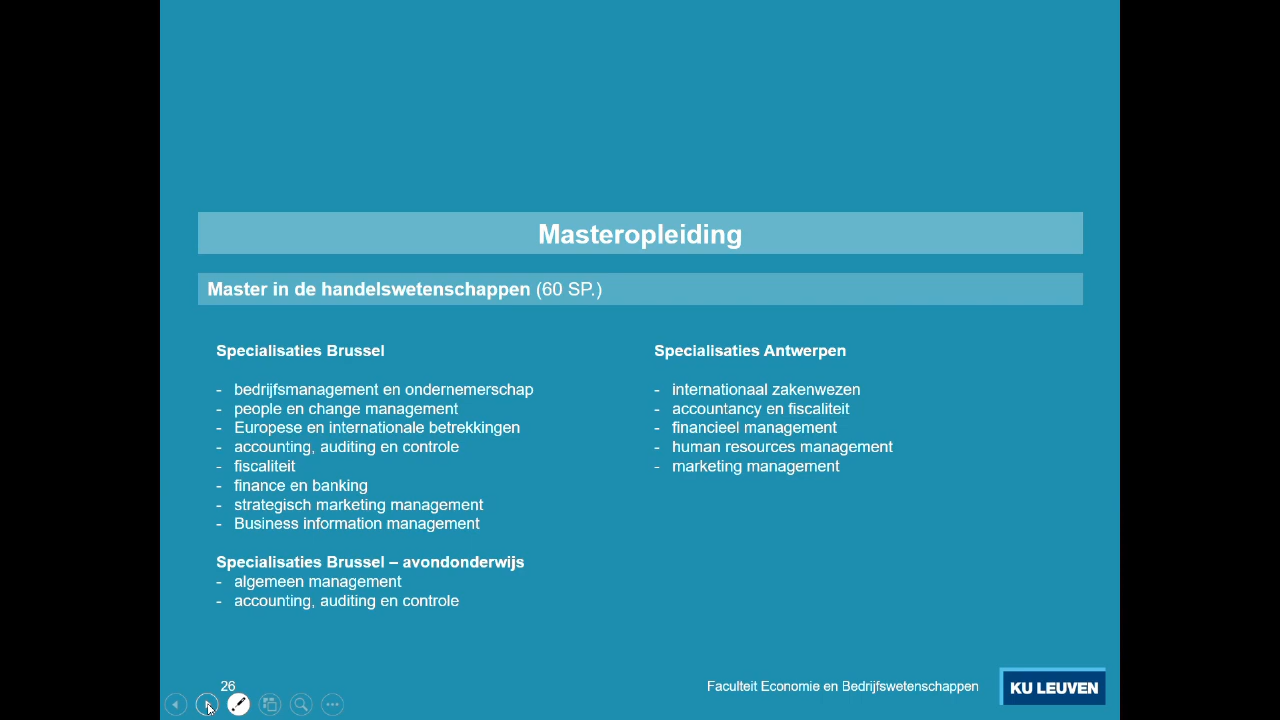 Masteropleiding
Master in de handelswetenschappen (60 SP.)
Specialisaties Brussel
- bedrijfsmanagement en ondernemerschap
- people en change management
- Europese en internationale betrekkingen
- accounting, auditing en controle
- fiscaliteit
- finance en banking
- strategisch marketing management
- Business information management
Specialisaties Brussel – avondonderwijs
- algemeen management
- accounting, auditing en controle
Specialisaties Antwerpen
- internationaal zakenwezen
- accountancy en fiscaliteit
- financieel management
- human resources management
- marketing management
26
Faculteit Economie en Bedrijfswetenschappen
KU LEUVEN